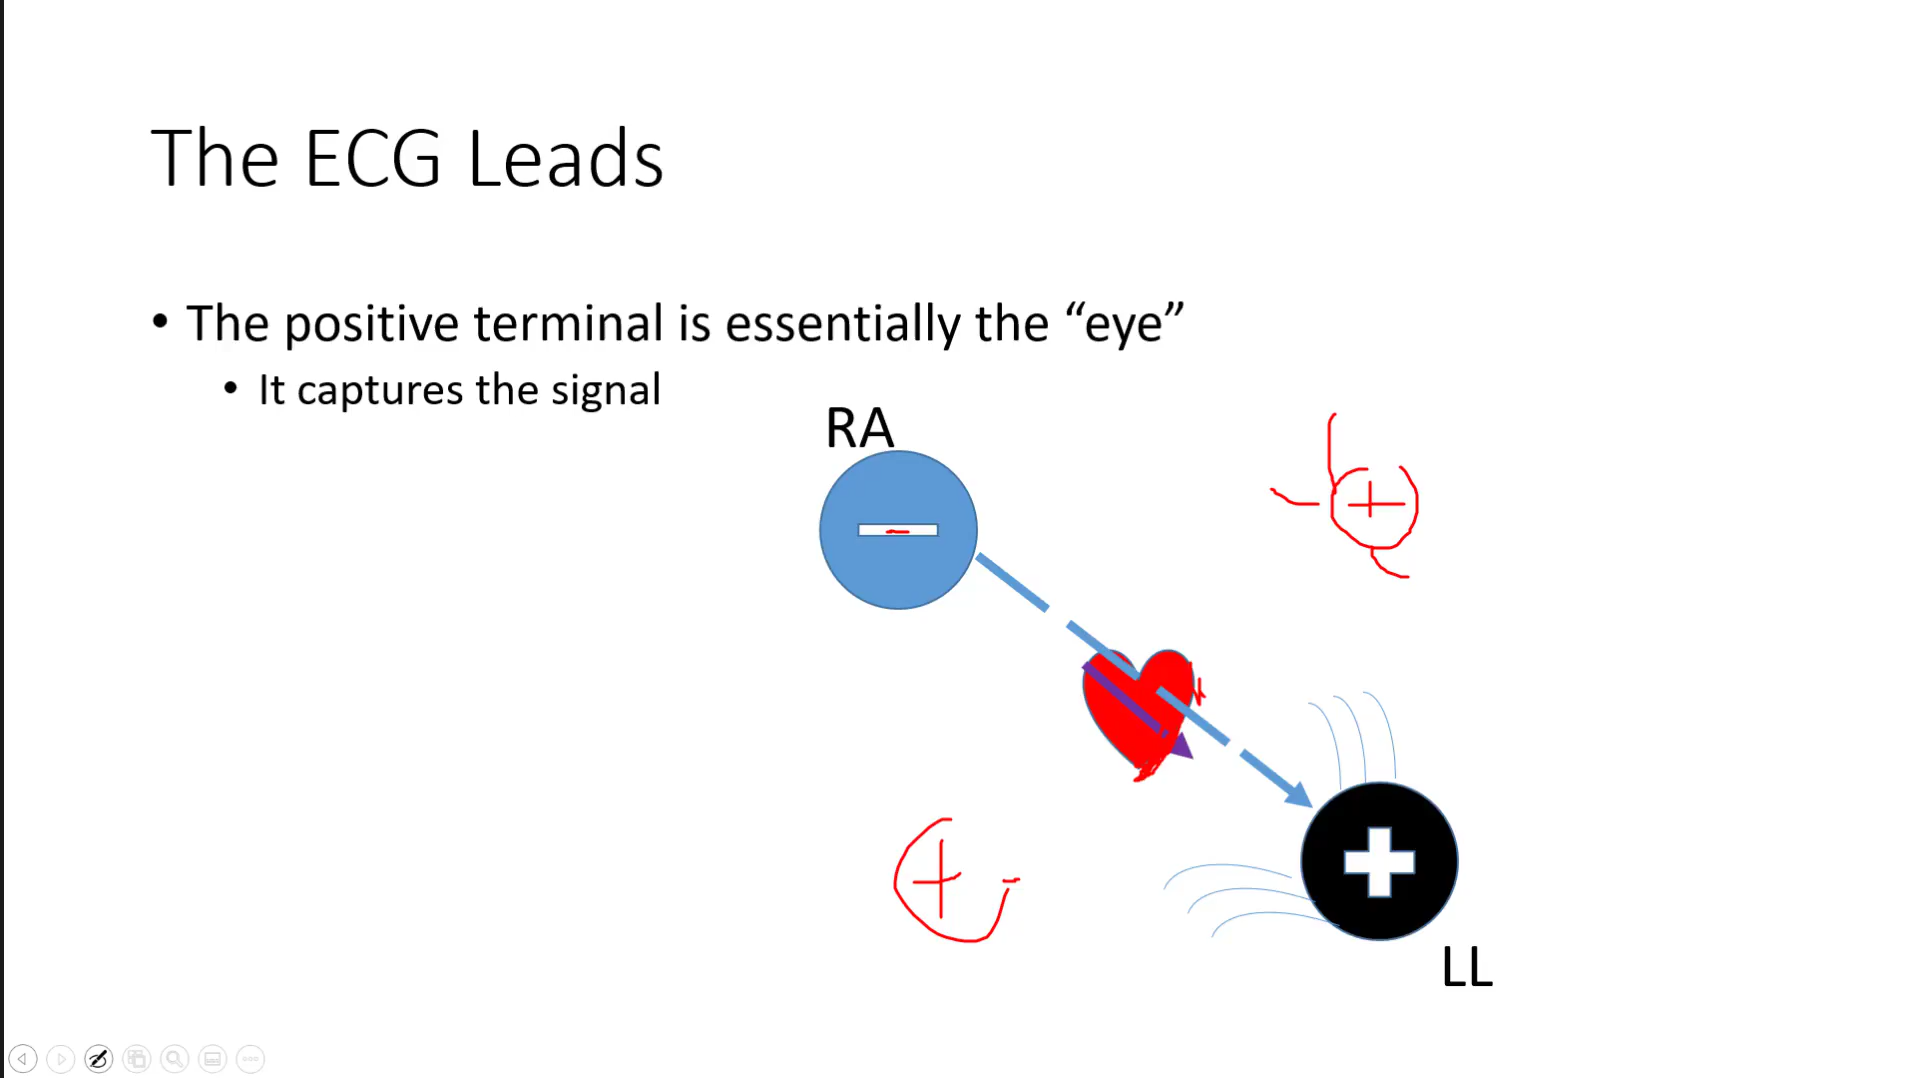 The ECG Leads
• The positive terminal is essentially the “eye”
• It captures the signal
RA
LL